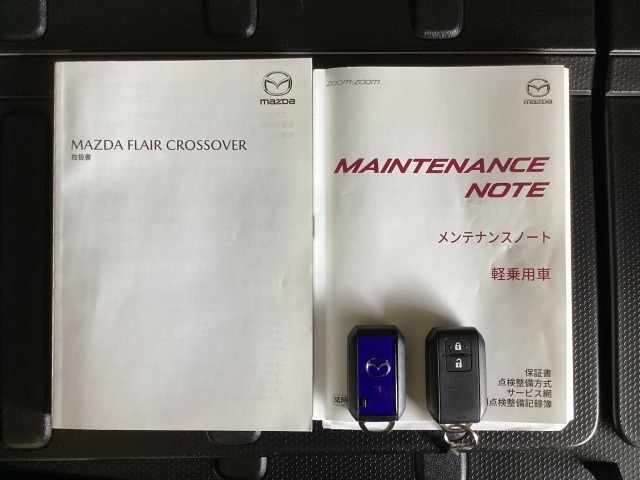 mazda
MAZDA FLAIR CROSSOVER
取扱書
zoom-zoom
mazda
MAINTENANCE
NOTE
メンテナンスノート
軽乗用車
保証書
点検整備方式
サービス網
点検整備記録簿
常時